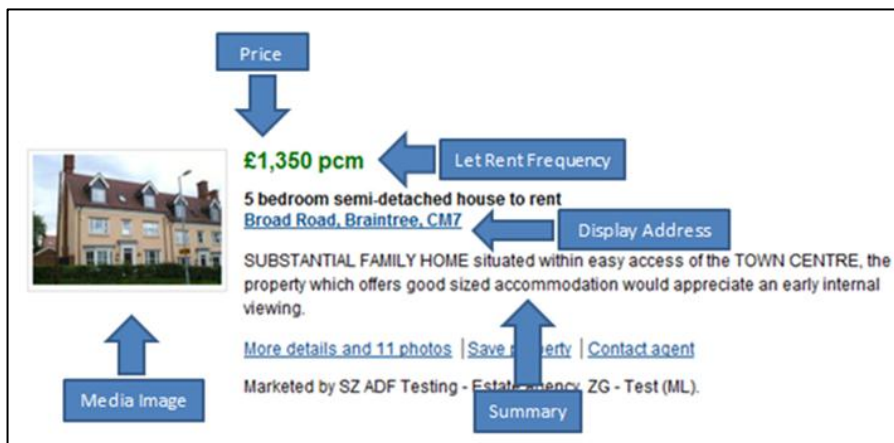 Price
£1,350 pcm
Let Rent Frequency
5 bedroom semi-detached house to rent
Broad Road, Braintree, CM7
Display Address
SUBSTANTIAL FAMILY HOME situated within easy access of the TOWN CENTRE, the
property which offers good sized accommodation would appreciate an early internal
viewing.
More details and 11 photos | Save property | Contact agent
Media Image
Marketed by SZ ADF Testing - Estate Agency, ZG - Test (ML).
Summary